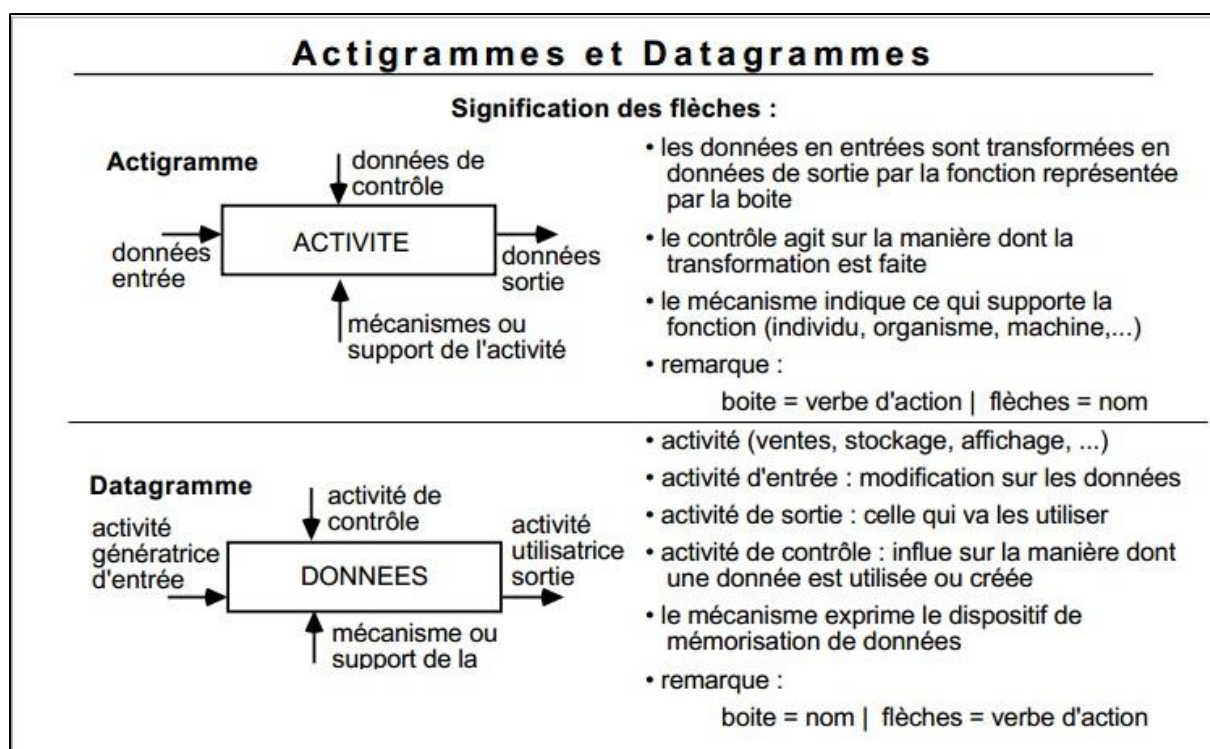 Actigrammes et Datagrammes
Signification des flèches :
Actigramme
données de
contrôle
données
entrée
ACTIVITE
données
sortie
mécanismes ou
support de l'activité
• les données en entrées sont transformées en
données de sortie par la fonction représentée
par la boite
• le contrôle agit sur la manière dont la
transformation est faite
• le mécanisme indique ce qui supporte la
fonction (individu, organisme, machine,...)
• remarque :
boite = verbe d'action | flèches = nom
Datagramme
activité de
contrôle
activité
génératrice
d'entrée
DONNEES
activité
utilisatrice
sortie
mécanisme ou
support de la
• activité (ventes, stockage, affichage, ...)
• activité d'entrée : modification sur les données
• activité de sortie : celle qui va les utiliser
• activité de contrôle : influe sur la manière dont
une donnée est utilisée ou créée
• le mécanisme exprime le dispositif de
mémorisation de données
• remarque :
boite = nom | flèches = verbe d'action